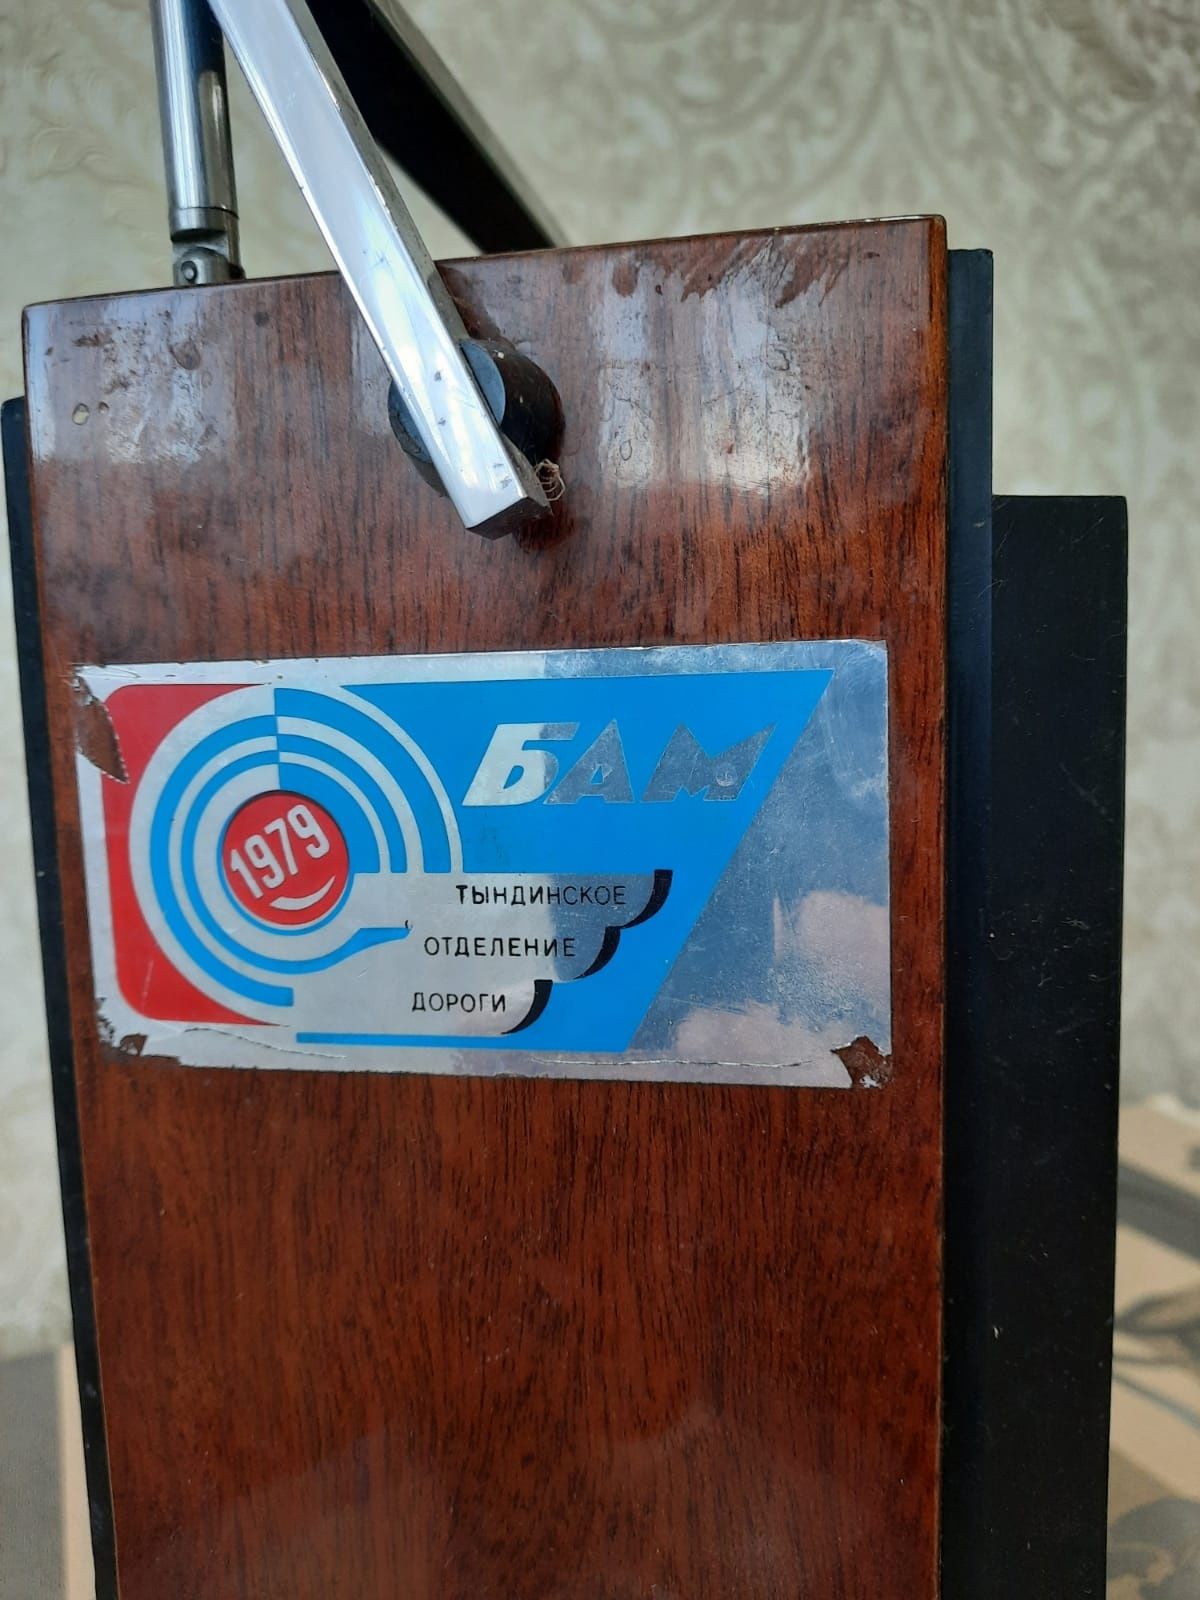 БАМ
1979
ТЫНДИНСКОЕ
ОТДЕЛЕНИЕ
ДОРОГИ